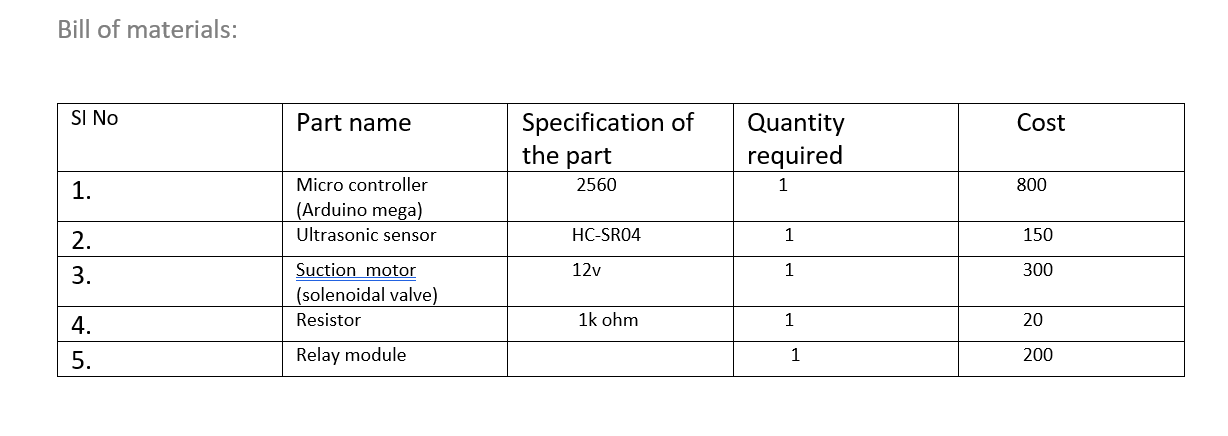 Bill of materials:
Sl No Part name Specification of the part Quantity required Cost
1. Micro controller (Arduino mega) 2560 1 800
2. Ultrasonic sensor HC-SR04 1 150
3. Suction motor (solenoidal valve) 12v 1 300
4. Resistor 1k ohm 1 20
5. Relay module 1 200